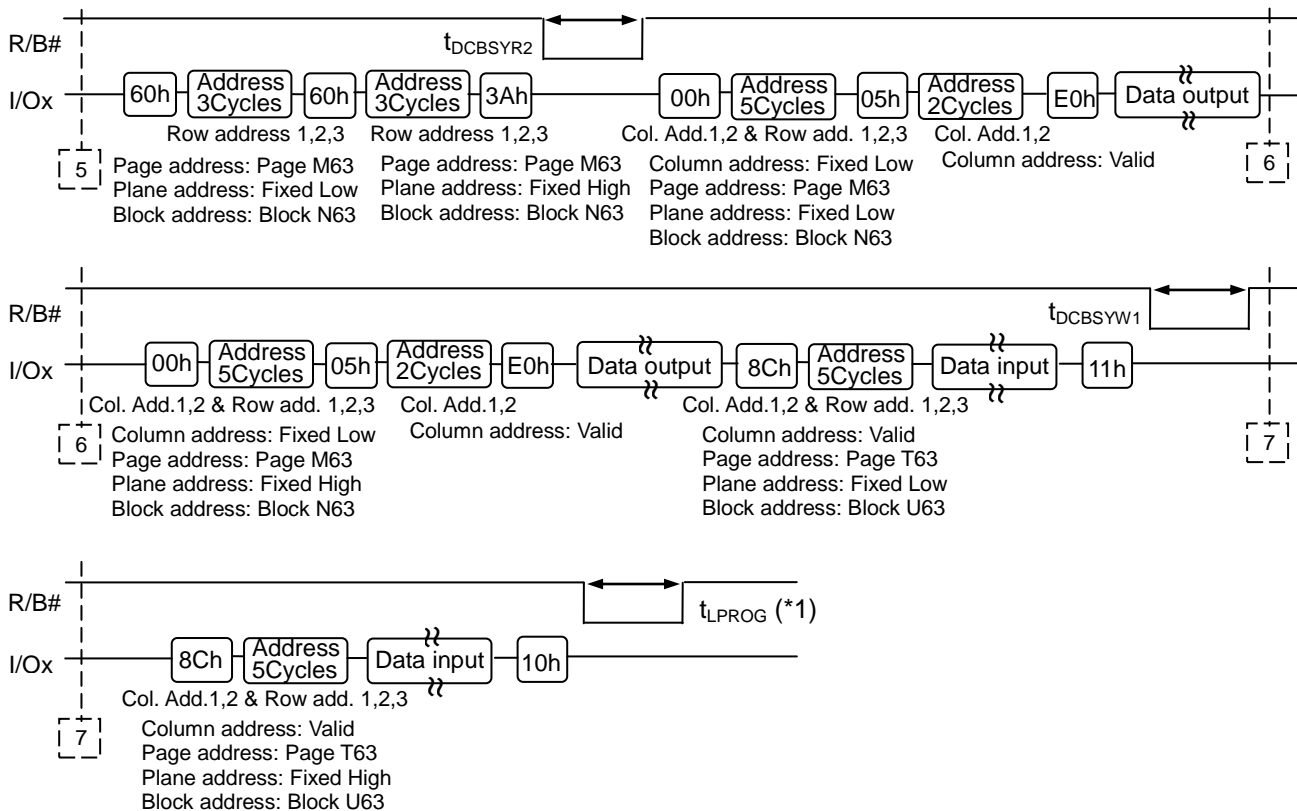 R/B#
tDCBSYR2
I/Ox
60h
Address
3Cycles
60h
Address
3Cycles
3Ah
00h
Address
5Cycles
05h
Address
2Cycles
E0h
Data output
Row address 1,2,3
Row address 1,2,3
Col. Add.1,2 & Row add. 1,2,3
Col. Add.1,2
5
Page address: Page M63
Plane address: Fixed Low
Block address: Block N63
Page address: Page M63
Plane address: Fixed High
Block address: Block N63
Column address: Fixed Low
Page address: Page M63
Plane address: Fixed Low
Block address: Block N63
Column address: Valid
6
R/B#
tDCBSYW1
I/Ox
00h
Address
5Cycles
05h
Address
2Cycles
E0h
Data output
8Ch
Address
5Cycles
Data input
11h
Col. Add.1,2 & Row add. 1,2,3
Col. Add.1,2
Col. Add.1,2 & Row add. 1,2,3
6
Column address: Fixed Low
Page address: Page M63
Plane address: Fixed High
Block address: Block N63
Column address: Valid
Column address: Valid
Page address: Page T63
Plane address: Fixed Low
Block address: Block U63
7
R/B#
tLPROG (*1)
I/Ox
8Ch
Address
5Cycles
Data input
10h
Col. Add.1,2 & Row add. 1,2,3
7
Column address: Valid
Page address: Page T63
Plane address: Fixed High
Block address: Block U63